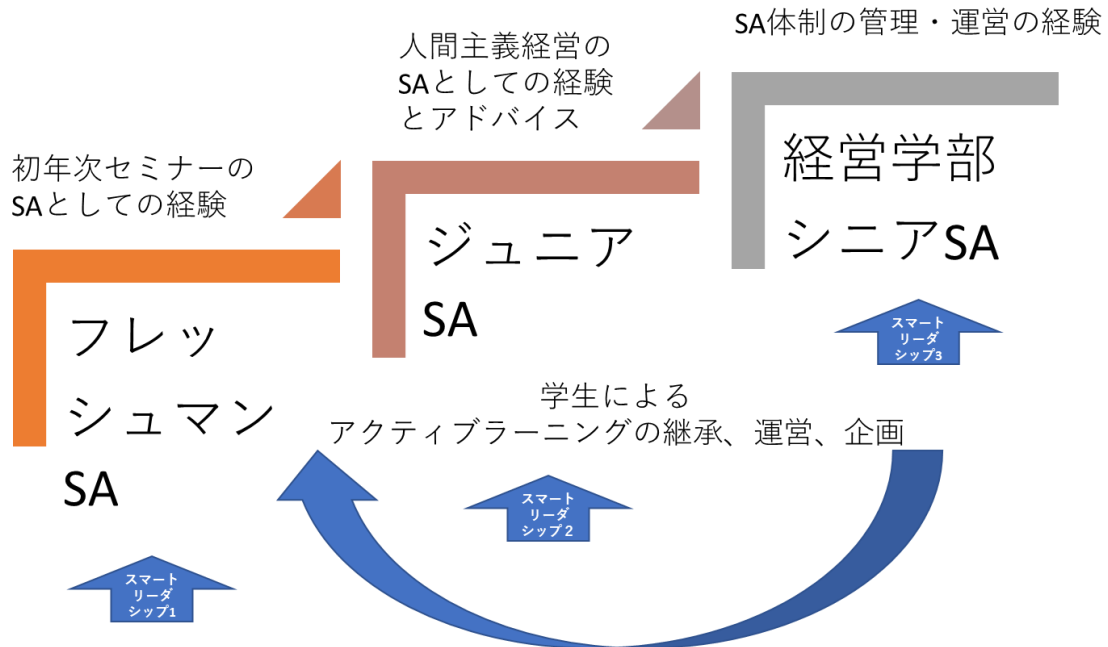 SA体制の管理・運営の経験
人間主義経営の
SAとしての経験
とアドバイス
初年次セミナーの
SAとしての経験
経営学部
シニアSA
ジュニア
SA
フレッ
シュマン
SA
スマート
リーダ
シップ3
学生による
アクティブラーニングの継承、運営、企画
スマート
リーダ
シップ２
スマート
リーダ
シップ1